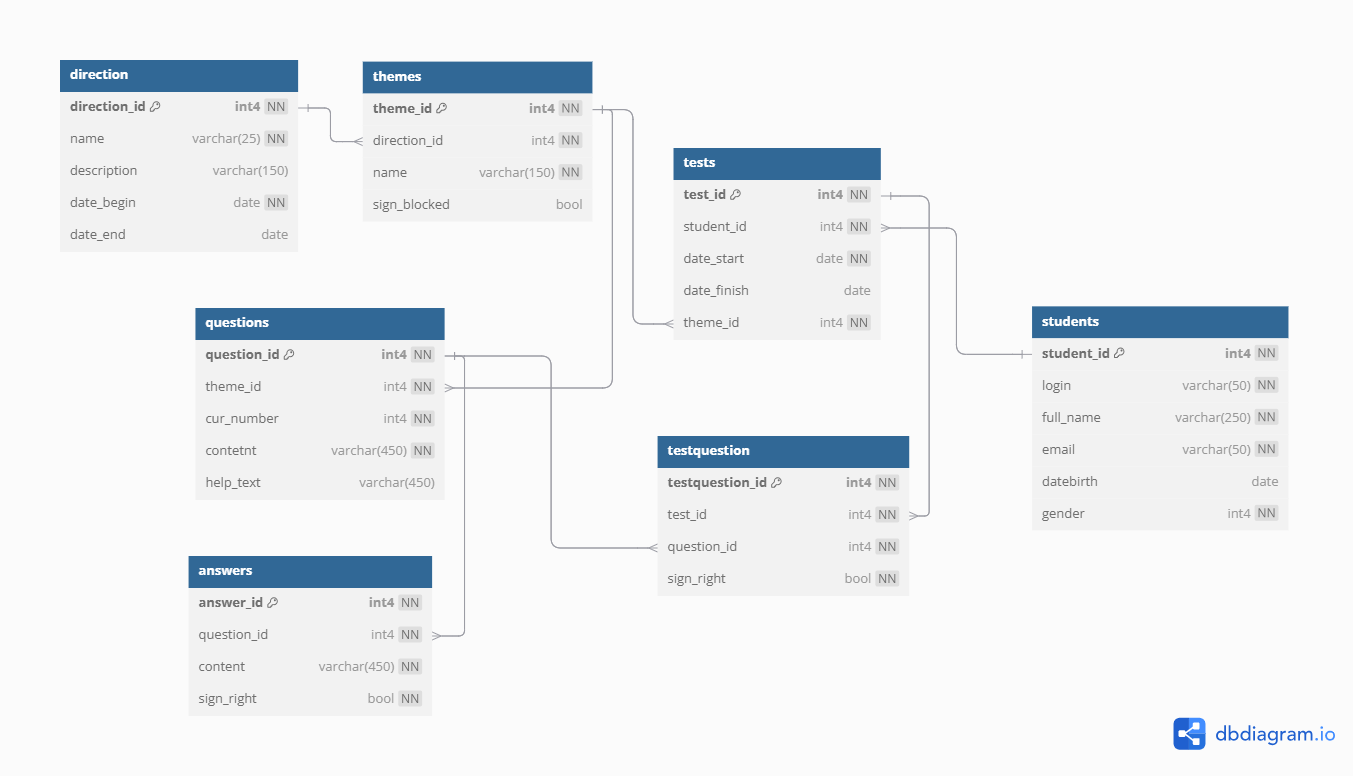 direction
direction_id int4 NN
name varchar(25) NN
description varchar(150)
date_begin date NN
date_end date
themes
theme_id int4 NN
direction_id int4 NN
name varchar(150) NN
sign_blocked bool
tests
test_id int4 NN
student_id int4 NN
date_start date NN
date_finish date
theme_id int4 NN
questions
question_id int4 NN
theme_id int4 NN
cur_number int4 NN
contetnt varchar(450) NN
help_text varchar(450)
students
student_id int4 NN
login varchar(50) NN
full_name varchar(250) NN
email varchar(50) NN
datebirth date
gender int4 NN
testquestion
testquestion_id int4 NN
test_id int4 NN
question_id int4 NN
sign_right bool NN
answers
answer_id int4 NN
question_id int4 NN
content varchar(450) NN
sign_right bool NN
dbdiagram.io